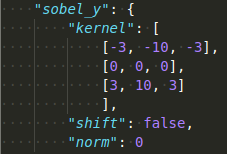 "sobel_y": {
"kernel": [
[-3, -10, -3],
[0, 0, 0],
[3, 10, 3]
],
"shift": false,
"norm": 0